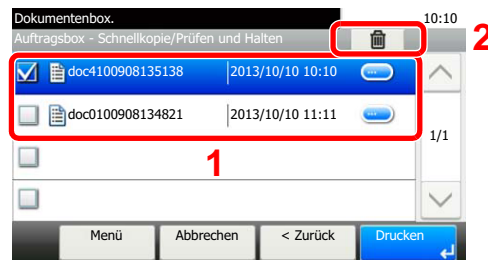 Dokumentenbox. 10:10
Auftragsbox - Schnellkopie/Prüfen und Halten
2
doc4100908135138 2013/10/10 10:10
doc0100908134821 2013/10/10 11:11
1/1
1
Menü Abbrechen < Zurück Drucken